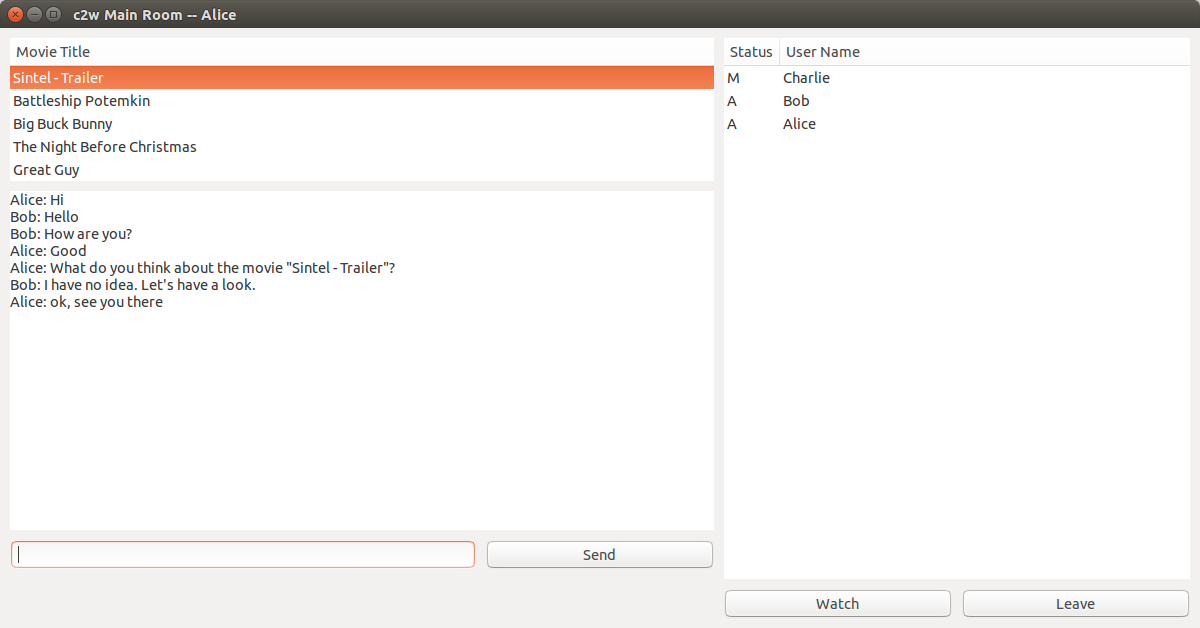 c2w Main Room -- Alice
Movie Title
Sintel - Trailer
Battleship Potemkin
Big Buck Bunny
The Night Before Christmas
Great Guy
Alice: Hi
Bob: Hello
Bob: How are you?
Alice: Good
Alice: What do you think about the movie "Sintel - Trailer"?
Bob: I have no idea. Let's have a look.
Alice: ok, see you there
Send
Status User Name
M Charlie
A Bob
A Alice
Watch Leave